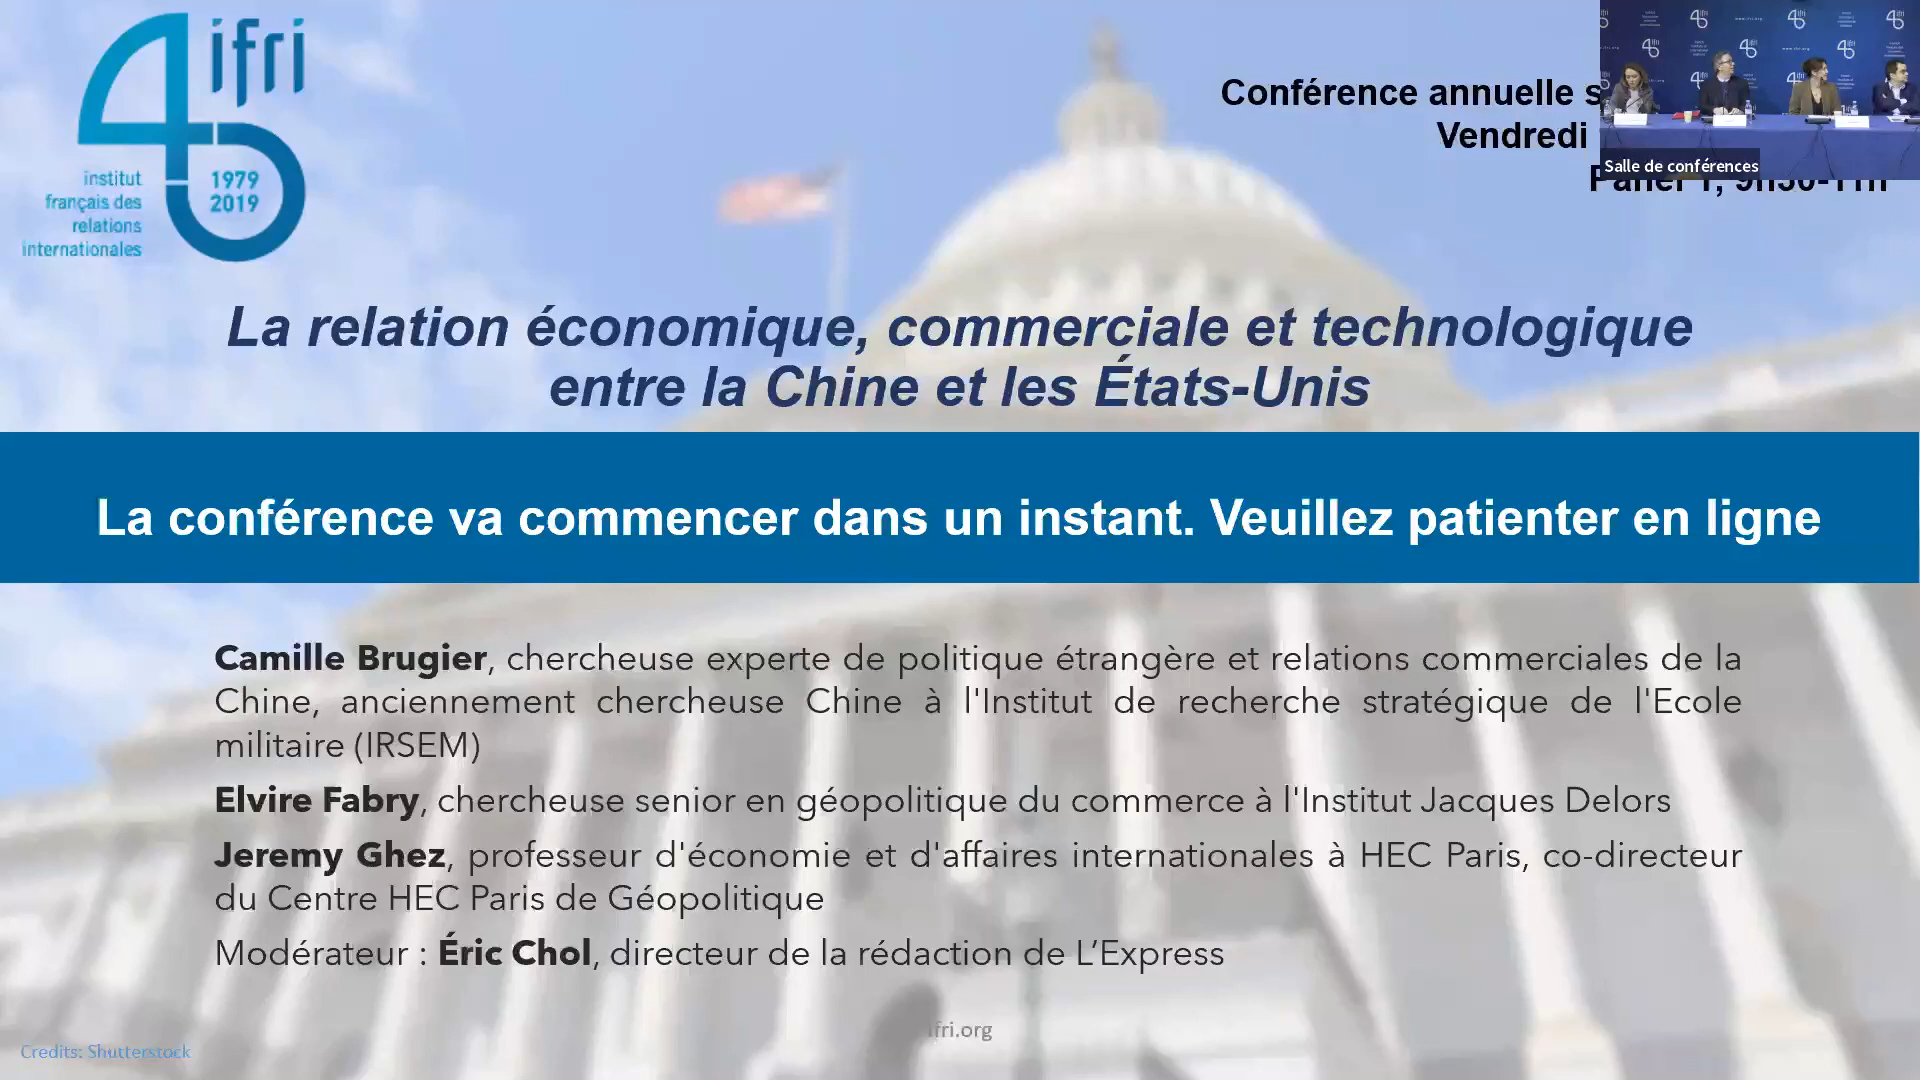 ifri
institut
français des
relations
internationales
1979
2019
Conférence annuelle
Vendredi
Salle de conférences
Panel 1, 9h30-11h
La relation économique, commerciale et technologique
entre la Chine et les États-Unis
La conférence va commencer dans un instant. Veuillez patienter en ligne
Camille Brugier, chercheuse experte de politique étrangère et relations commerciales de la
Chine, anciennement chercheuse Chine à l'Institut de recherche stratégique de l'Ecole
militaire (IRSEM)
Elvire Fabry, chercheuse senior en géopolitique du commerce à l'Institut Jacques Delors
Jeremy Ghez, professeur d'économie et d'affaires internationales à HEC Paris, co-directeur
du Centre HEC Paris de Géopolitique
Modérateur : Éric Chol, directeur de la rédaction de L’Express
ifri.org
Credits: Shutterstock